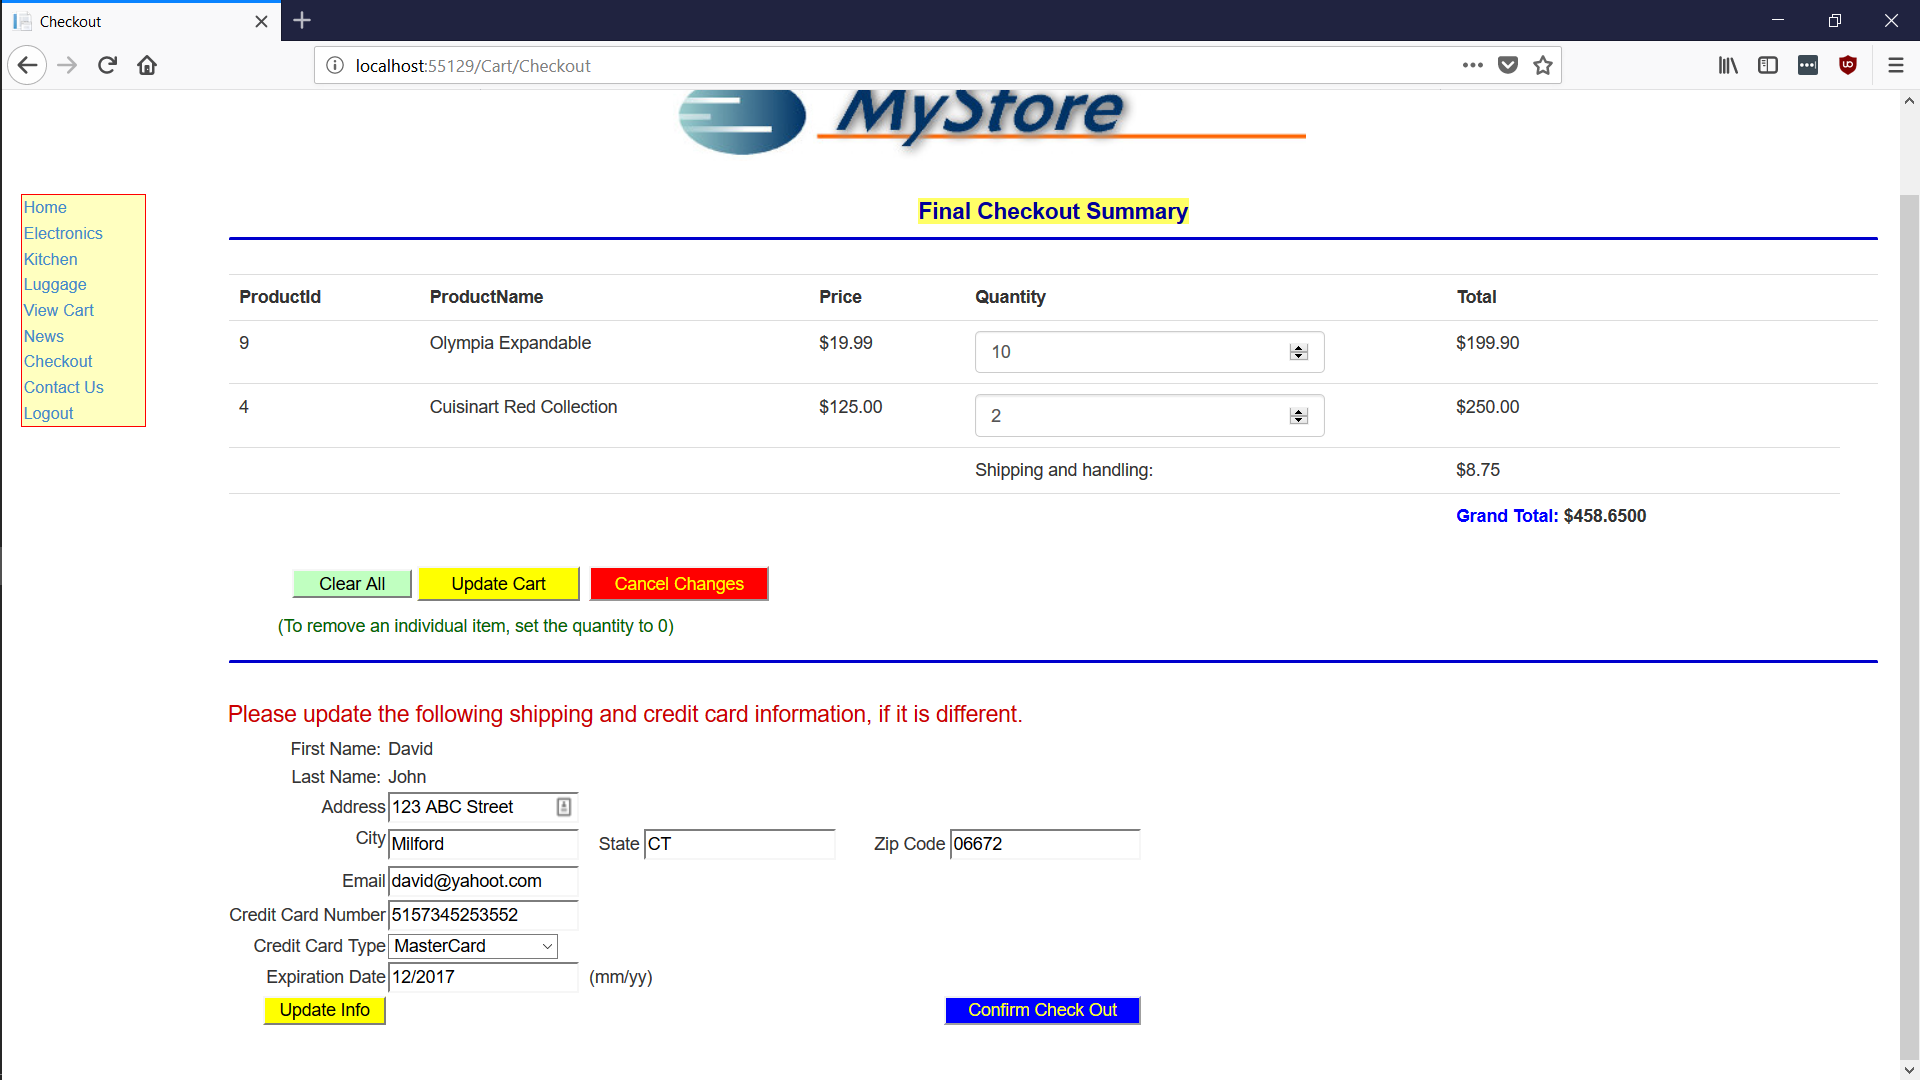 Checkout
localhost:55129/Cart/Checkout
MyStore
Home
Electronics
Kitchen
Luggage
View Cart
News
Checkout
Contact Us
Logout
Final Checkout Summary
ProductId ProductName Price Quantity Total
9 Olympia Expandable $19.99 10 $199.90
4 Cuisinart Red Collection $125.00 2 $250.00
Shipping and handling: $8.75
Grand Total: $458.6500
Clear All Update Cart Cancel Changes
(To remove an individual item, set the quantity to 0)
Please update the following shipping and credit card information, if it is different.
First Name: David
Last Name: John
Address 123 ABC Street
City Milford State CT Zip Code 06672
Email david@yahoot.com
Credit Card Number 5157345253552
Credit Card Type MasterCard
Expiration Date 12/2017 (mm/yy)
Update Info Confirm Check Out